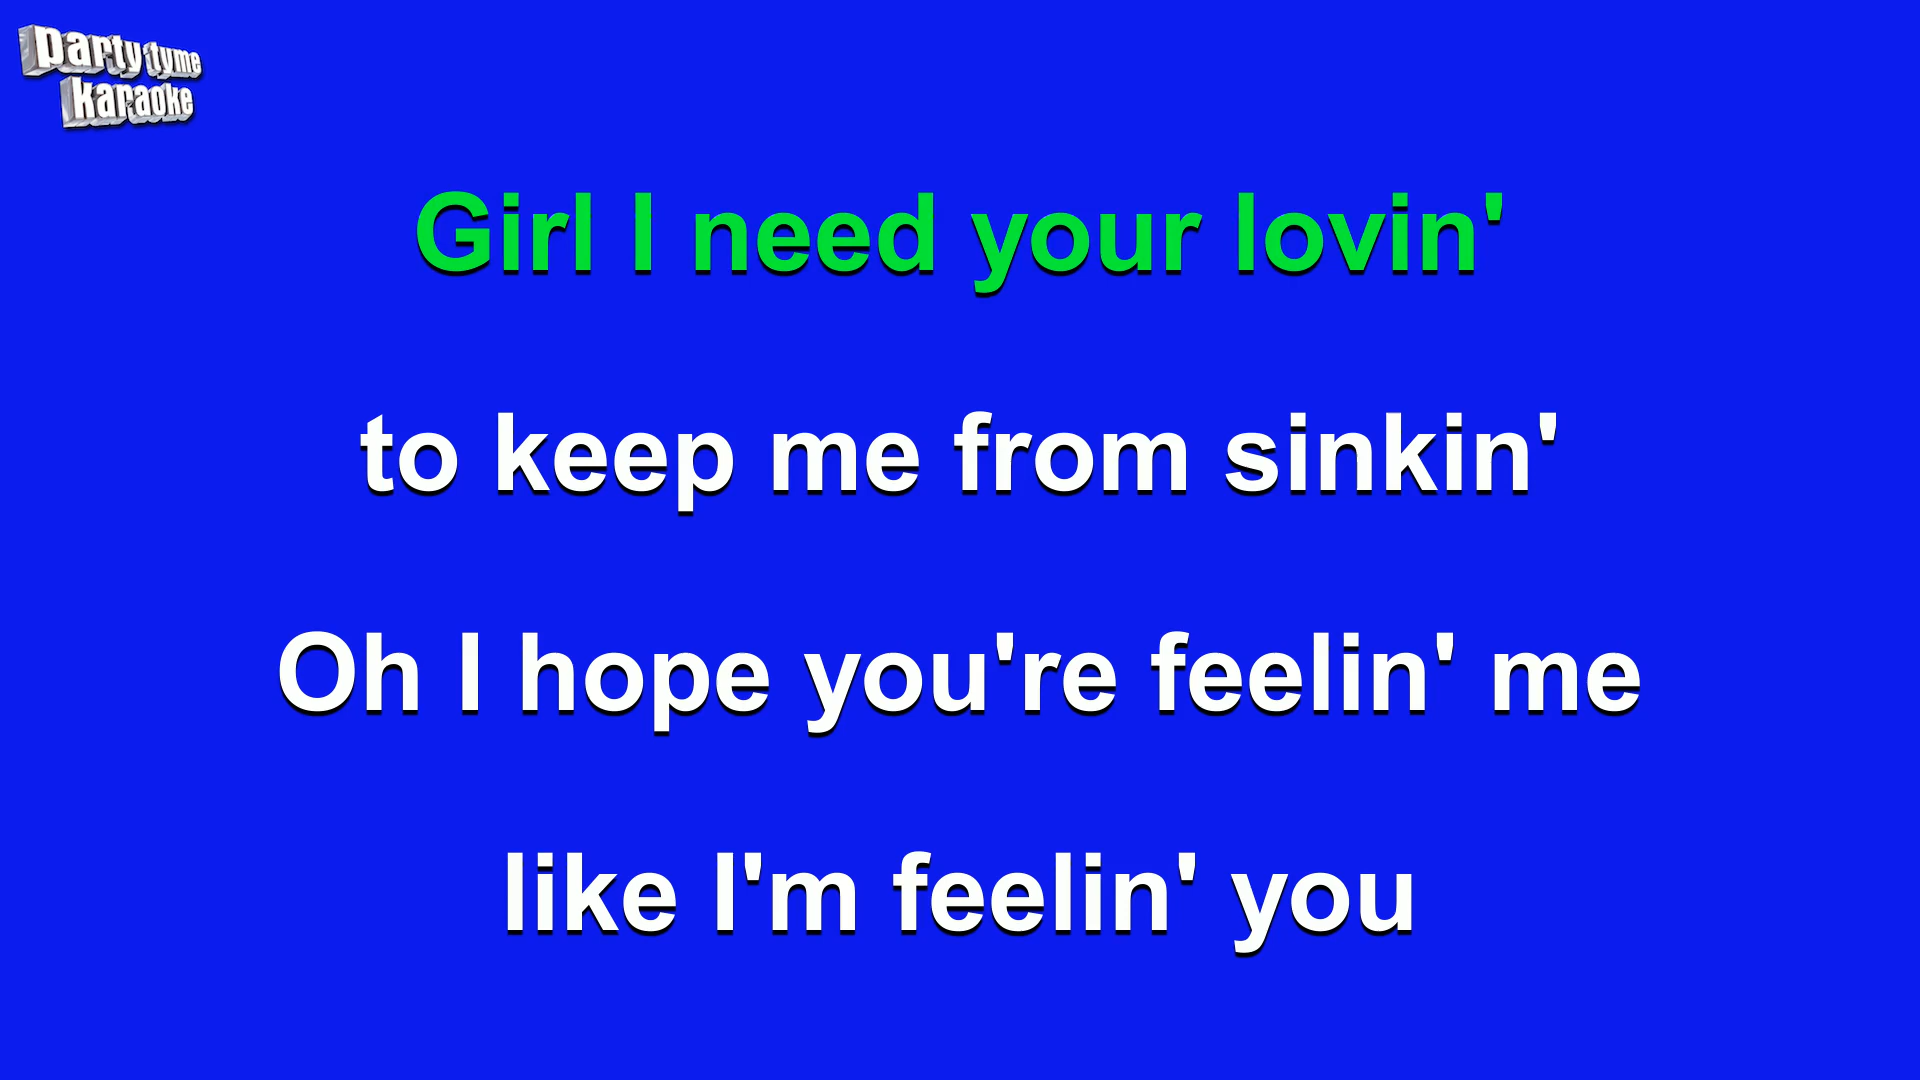 party tyme
karaoke
Girl I need your lovin'
to keep me from sinkin'
Oh I hope you're feelin' me
like I'm feelin' you